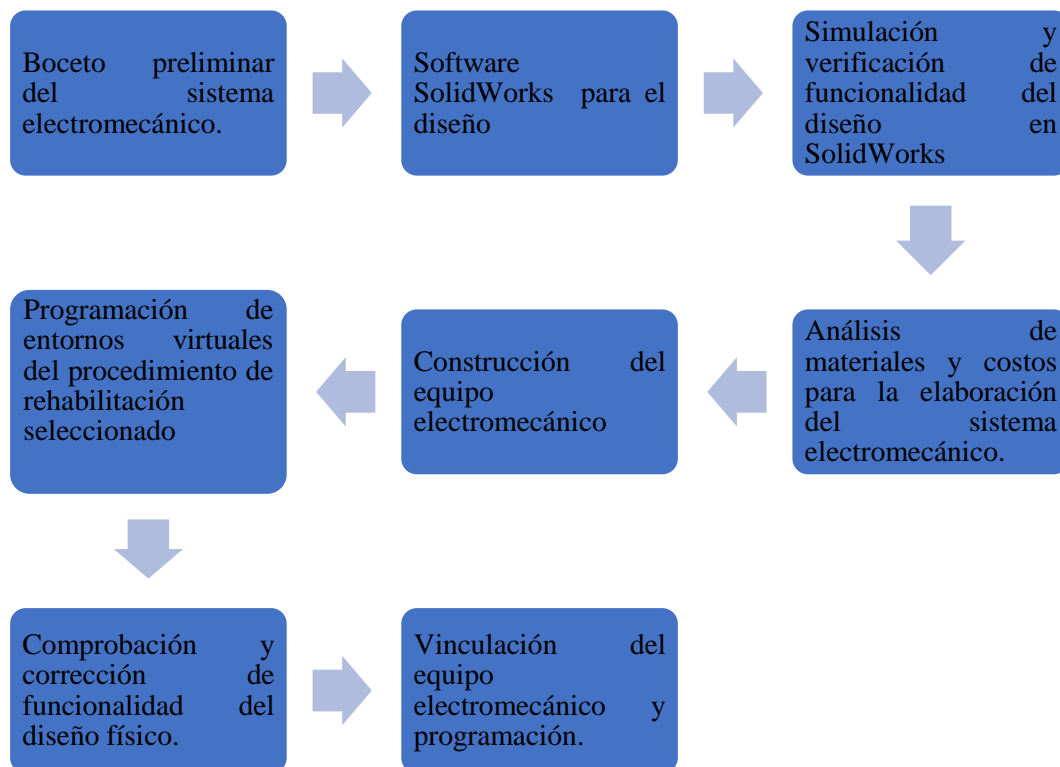 Boceto preliminar
del sistema
electromecánico.
Software
SolidWorks para el
diseño
Simulación y
verificación de
funcionalidad del
diseño en
SolidWorks
Análisis de
materiales y costos
para la elaboración
del sistema
electromecánico.
Construcción del
equipo
electromecánico
Programación de
entornos virtuales
del procedimiento de
rehabilitación
seleccionado
Comprobación y
corrección de
funcionalidad del
diseño físico.
Vinculación del
equipo
electromecánico y
programación.